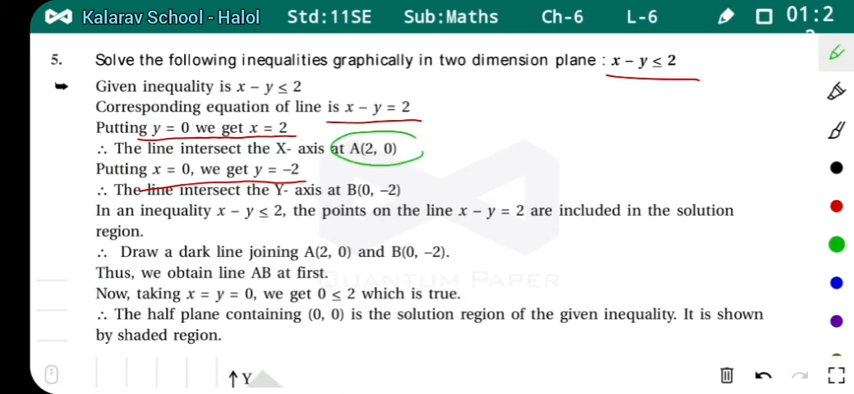 Kalarav School - Halol Std:11SE Sub:Maths Ch-6 L-6 01:2
5. Solve the following inequalities graphically in two dimension plane : x – y ≤ 2
Given inequality is x – y ≤ 2
Corresponding equation of line is x – y = 2
Putting y = 0 we get x = 2
∴ The line intersect the X- axis at A(2, 0)
Putting x = 0, we get y = –2
∴ The line intersect the Y- axis at B(0, –2)
In an inequality x – y ≤ 2, the points on the line x – y = 2 are included in the solution
region.
∴ Draw a dark line joining A(2, 0) and B(0, –2).
Thus, we obtain line AB at first.
QUANTUM PAPER
Now, taking x = y = 0, we get 0 ≤ 2 which is true.
∴ The half plane containing (0, 0) is the solution region of the given inequality. It is shown
by shaded region.
Y